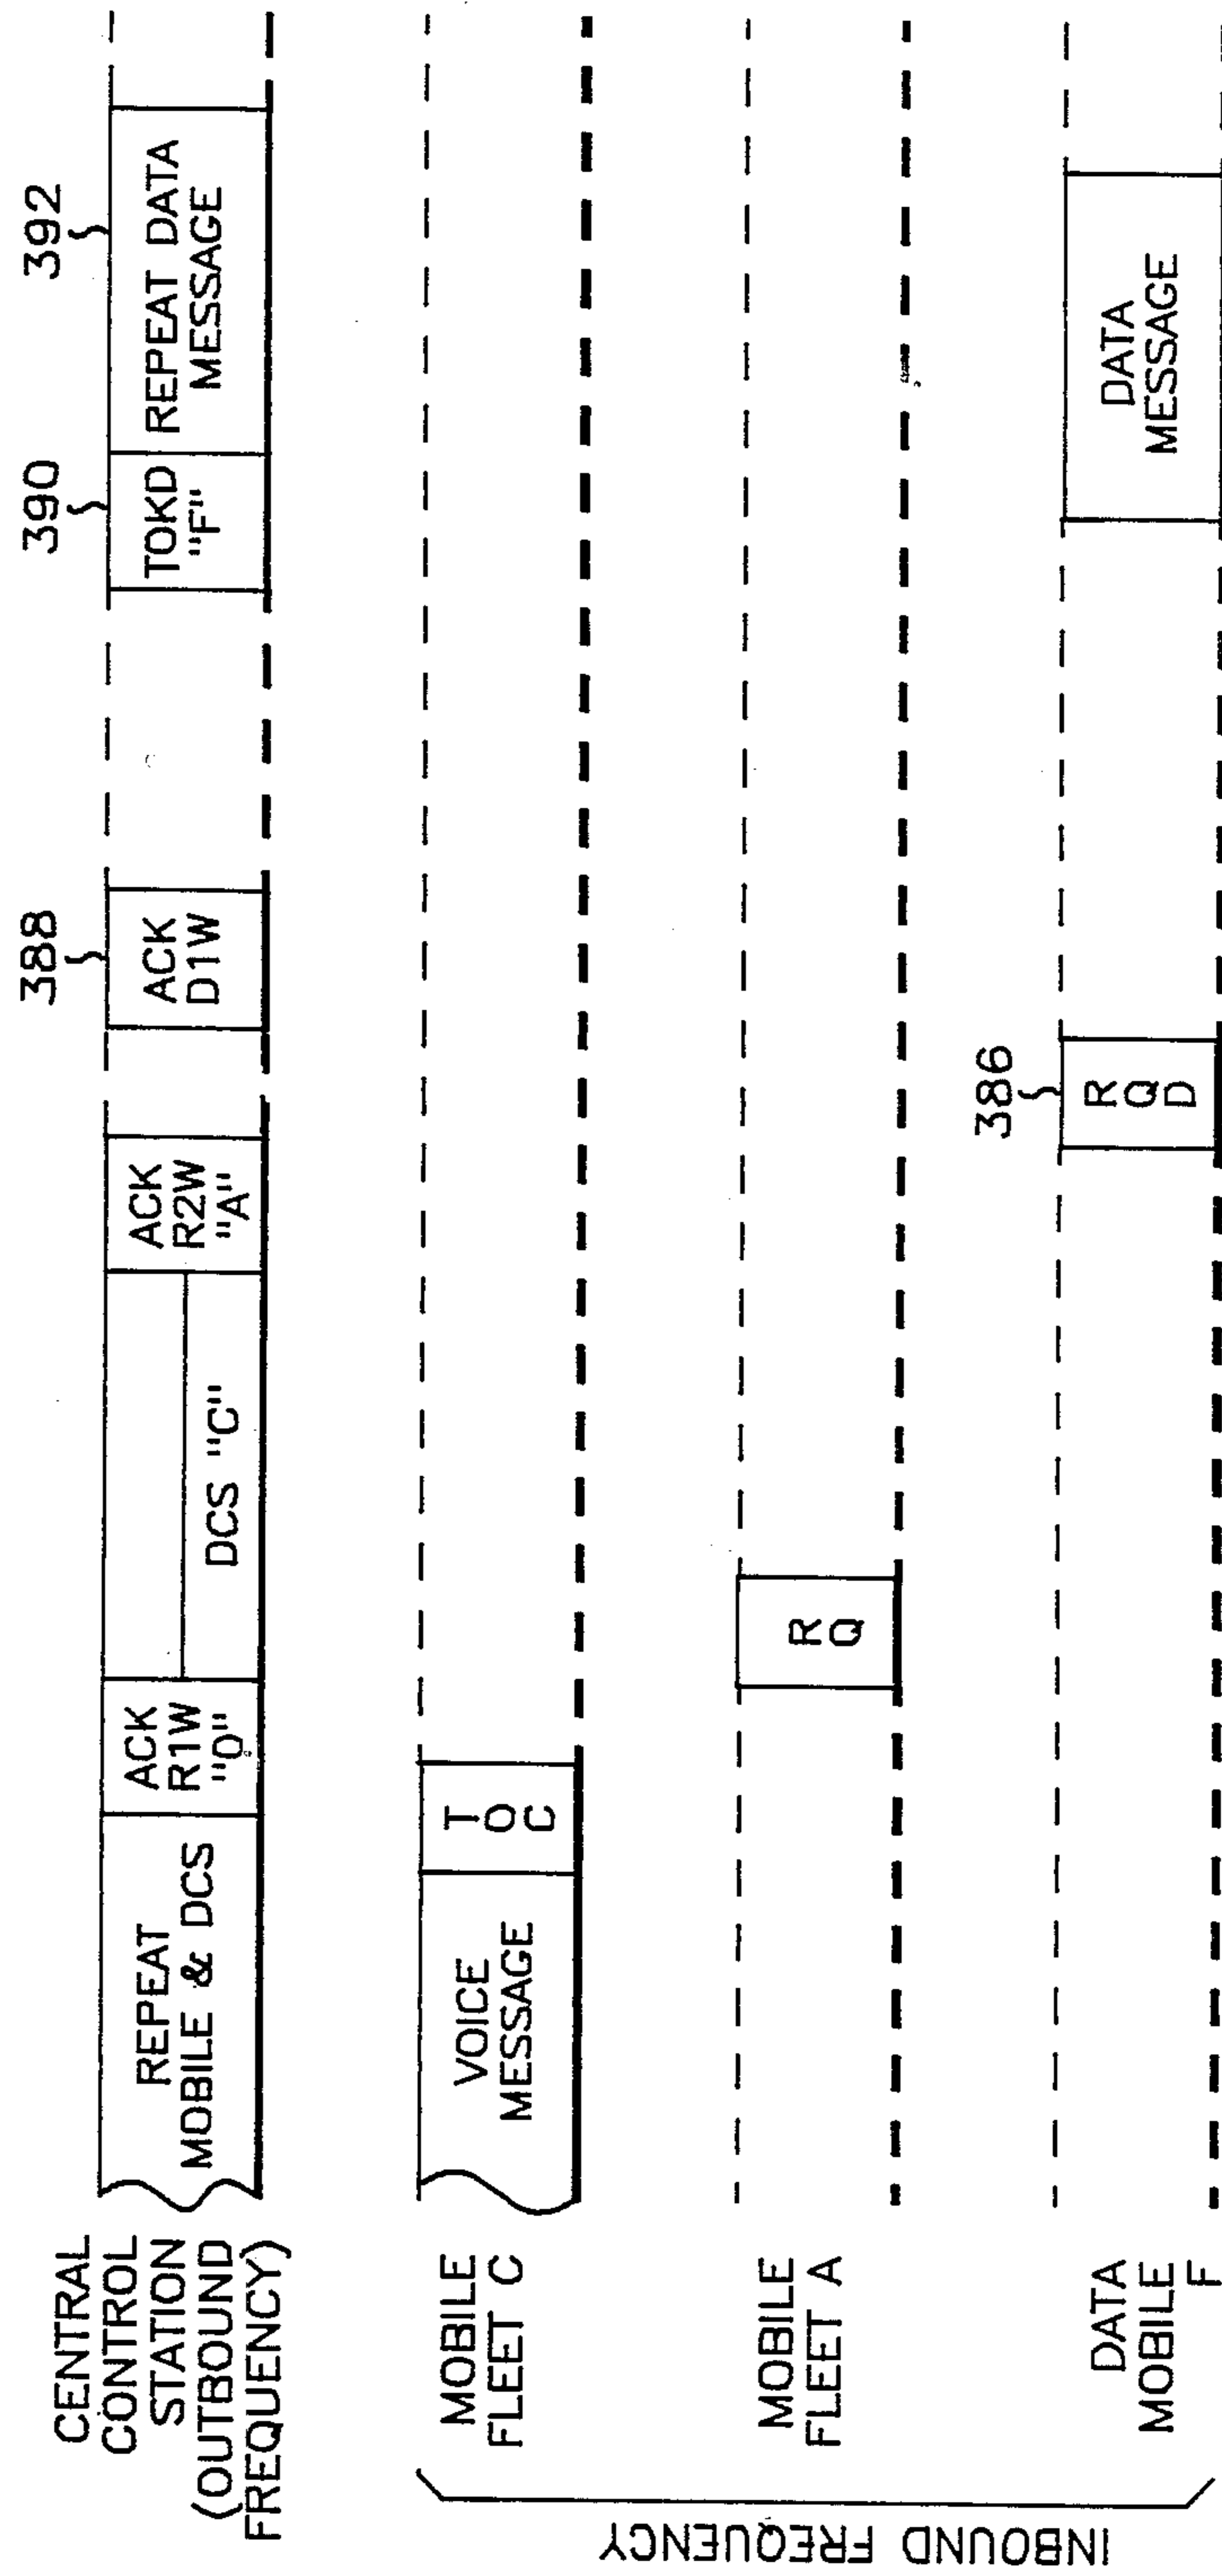 CENTRAL
CONTROL
STATION
(OUTBOUND
FREQUENCY)
REPEAT
MOBILE & DCS
ACK
R1W
"0"
DCS "C"
ACK
R2W
"A"
388
ACK
D1W
390
TOKD
"F"
392
REPEAT DATA
MESSAGE
INBOUND FREQUENCY
MOBILE
FLEET C
VOICE
MESSAGE
T
O
C
MOBILE
FLEET A
R
Q
DATA
MOBILE
F
386
R
Q
D
DATA
MESSAGE